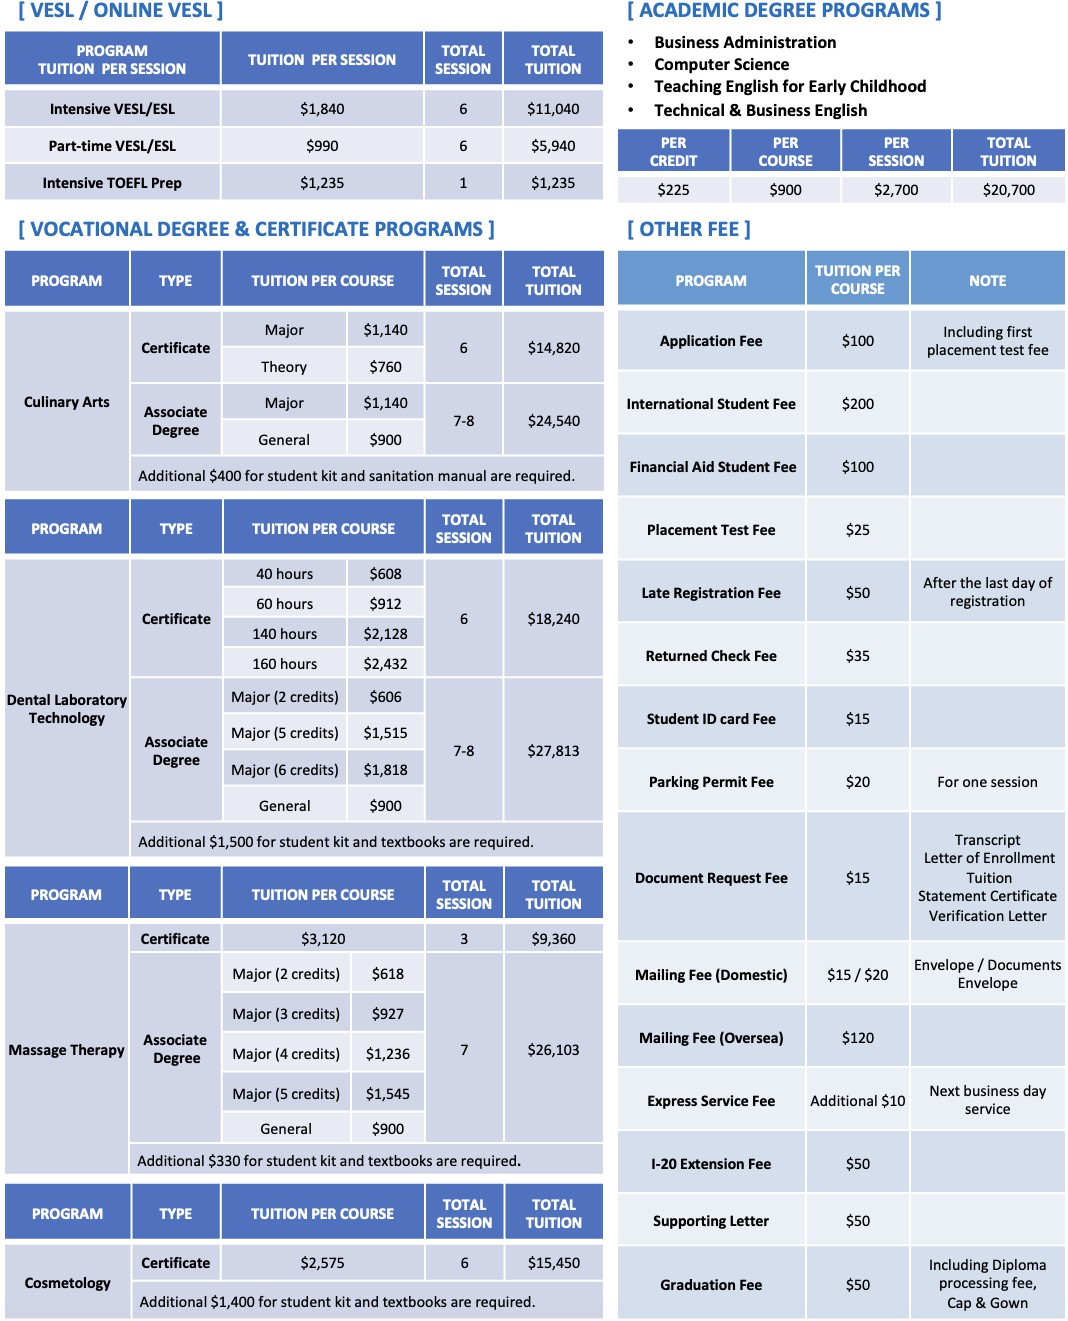 [ VESL / ONLINE VESL ]
PROGRAM
TUITION PER SESSION
TUITION PER SESSION
TOTAL
SESSION
TOTAL
TUITION
Intensive VESL/ESL $1,840 6 $11,040
Part-time VESL/ESL $990 6 $5,940
Intensive TOEFL Prep $1,235 1 $1,235
[ VOCATIONAL DEGREE & CERTIFICATE PROGRAMS ]
PROGRAM TYPE TUITION PER COURSE
TOTAL
SESSION
TOTAL
TUITION
Culinary Arts
Certificate
Major $1,140
Theory $760
6 $14,820
Associate
Degree
Major $1,140
General $900
7-8 $24,540
Additional $400 for student kit and sanitation manual are required.
PROGRAM TYPE TUITION PER COURSE
TOTAL
SESSION
TOTAL
TUITION
Dental Laboratory
Technology
Certificate
40 hours $608
60 hours $912
140 hours $2,128
160 hours $2,432
6 $18,240
Associate
Degree
Major (2 credits) $606
Major (5 credits) $1,515
Major (6 credits) $1,818
General $900
7-8 $27,813
Additional $1,500 for student kit and textbooks are required.
PROGRAM TYPE TUITION PER COURSE
TOTAL
SESSION
TOTAL
TUITION
Massage Therapy
Certificate $3,120 3 $9,360
Associate
Degree
Major (2 credits) $618
Major (3 credits) $927
Major (4 credits) $1,236
Major (5 credits) $1,545
General $900
7 $26,103
Additional $330 for student kit and textbooks are required.
PROGRAM TYPE TUITION PER COURSE
TOTAL
SESSION
TOTAL
TUITION
Cosmetology
Certificate $2,575 6 $15,450
Additional $1,400 for student kit and textbooks are required.
[ ACADEMIC DEGREE PROGRAMS ]
• Business Administration
• Computer Science
• Teaching English for Early Childhood
• Technical & Business English
PER
CREDIT
PER
COURSE
PER
SESSION
TOTAL
TUITION
$225 $900 $2,700 $20,700
[ OTHER FEE ]
PROGRAM
TUITION PER
COURSE
NOTE
Application Fee $100
Including first
placement test fee
International Student Fee $200
Financial Aid Student Fee $100
Placement Test Fee $25
Late Registration Fee $50
After the last day of
registration
Returned Check Fee $35
Student ID card Fee $15
Parking Permit Fee $20 For one session
Document Request Fee $15
Transcript
Letter of Enrollment
Tuition
Statement Certificate
Verification Letter
Mailing Fee (Domestic) $15 / $20
Envelope / Documents
Envelope
Mailing Fee (Oversea) $120
Express Service Fee Additional $10
Next business day
service
I-20 Extension Fee $50
Supporting Letter $50
Graduation Fee $50
Including Diploma
processing fee,
Cap & Gown